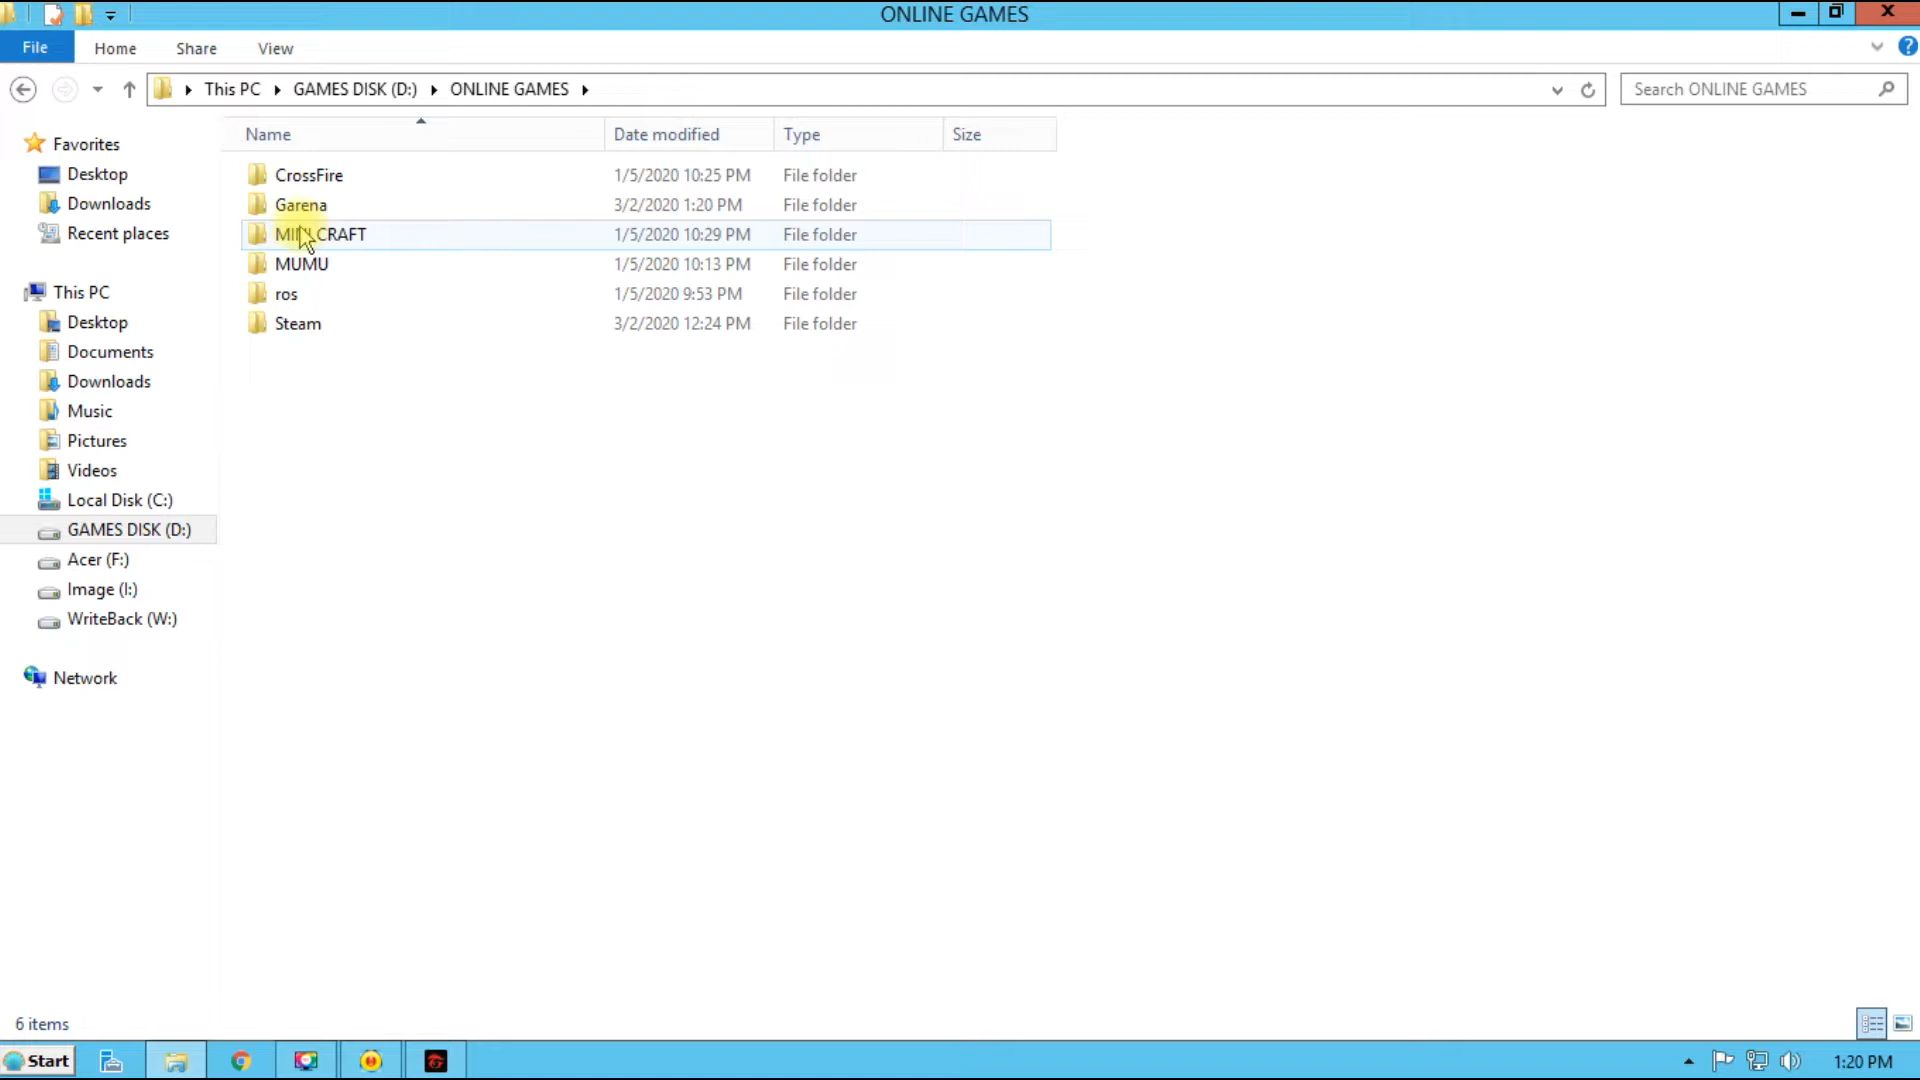 ONLINE GAMES
File Home Share View
This PC GAMES DISK (D:) ONLINE GAMES Search ONLINE GAMES
Name Date modified Type Size
Favorites
Desktop
Downloads
Recent places
This PC
Desktop
Documents
Downloads
Music
Pictures
Videos
Local Disk (C:)
GAMES DISK (D:)
Acer (F:)
Image (I:)
WriteBack (W:)
Network
CrossFire 1/5/2020 10:25 PM File folder
Garena 3/2/2020 1:20 PM File folder
CRAFT 1/5/2020 10:29 PM File folder
MUMU 1/5/2020 10:13 PM File folder
ros 1/5/2020 9:53 PM File folder
Steam 3/2/2020 12:24 PM File folder
6 items
Start 1:20 PM